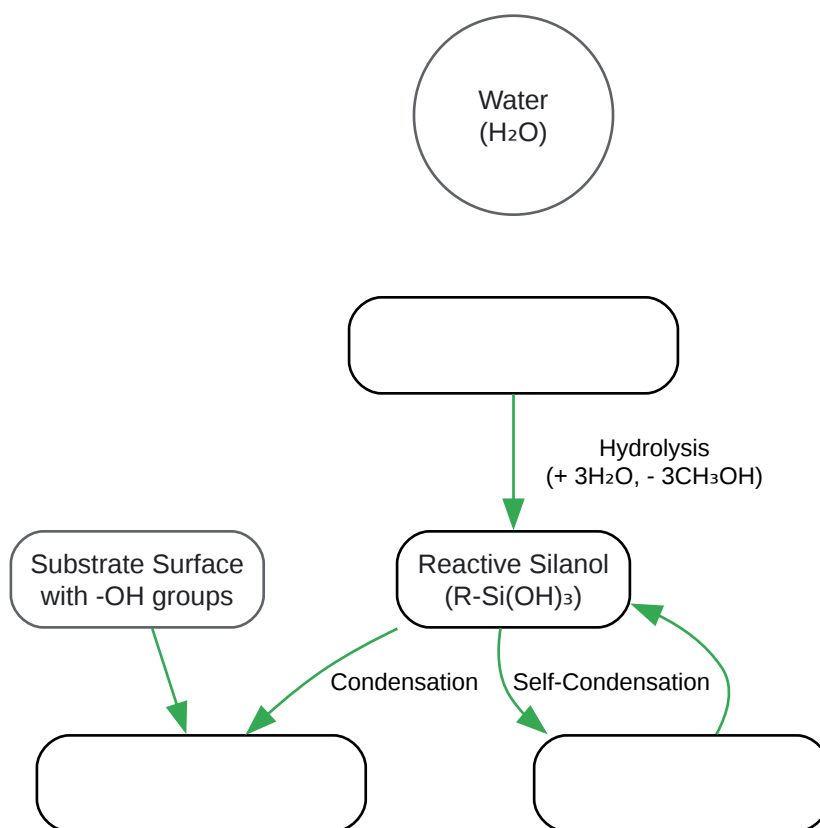 Water
(H₂O)
Hydrolysis
(+ 3H₂O, - 3CH₃OH)
Substrate Surface
with -OH groups
Reactive Silanol
(R-Si(OH)₃)
Condensation
Self-Condensation